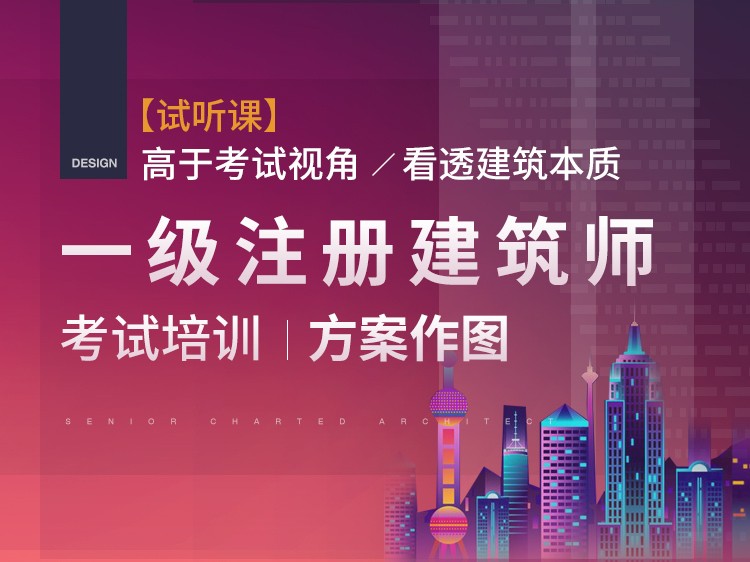 【试听课】
DESIGN
高于考试视角／看透建筑本质
一级注册建筑师
考试培训｜方案作图
SENIOR CHARTED ARCHITECT